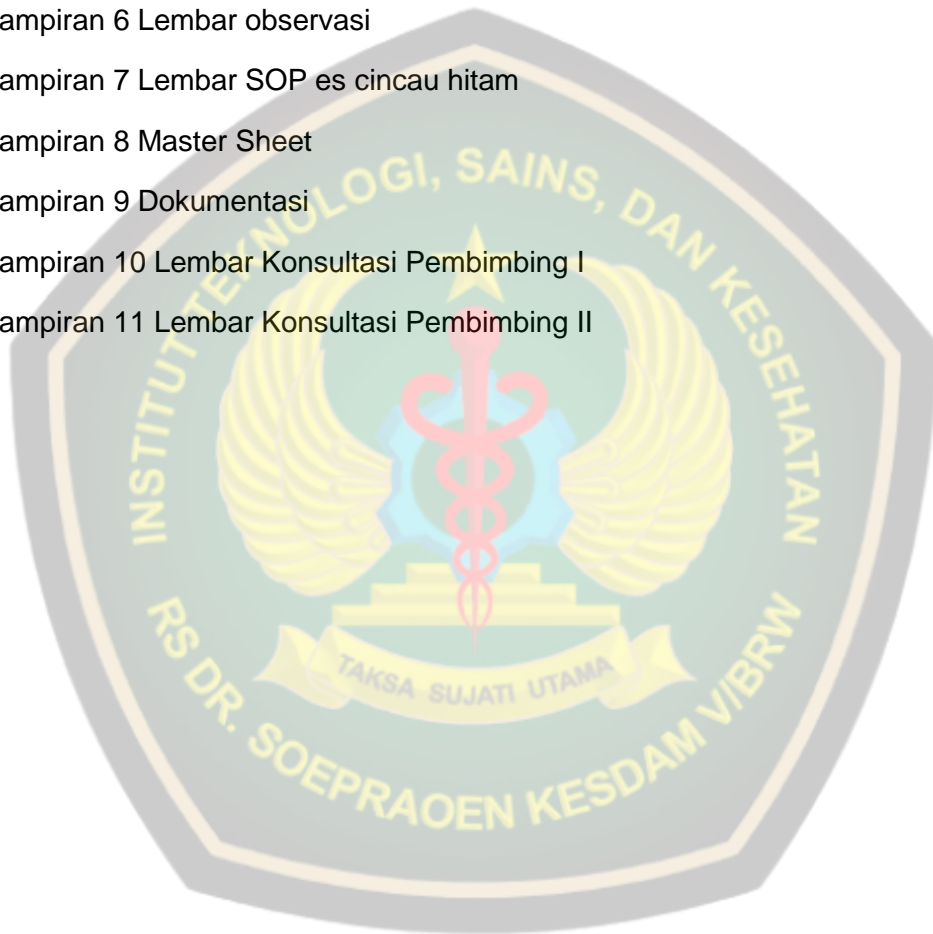 ampiran 6 Lembar observasi
ampiran 7 Lembar SOP es cincau hitam
ampiran 8 Master Sheet
ampiran 9 Dokumentasi
ampiran 10 Lembar Konsultasi Pembimbing I
ampiran 11 Lembar Konsultasi Pembimbing II
INSTITUT TEKNOLOGI, SAINS, DAN KESEHATAN
TAKSA SUJATI UTAMA
RS DR. SOEPRAOEN KESDAM V/BRW